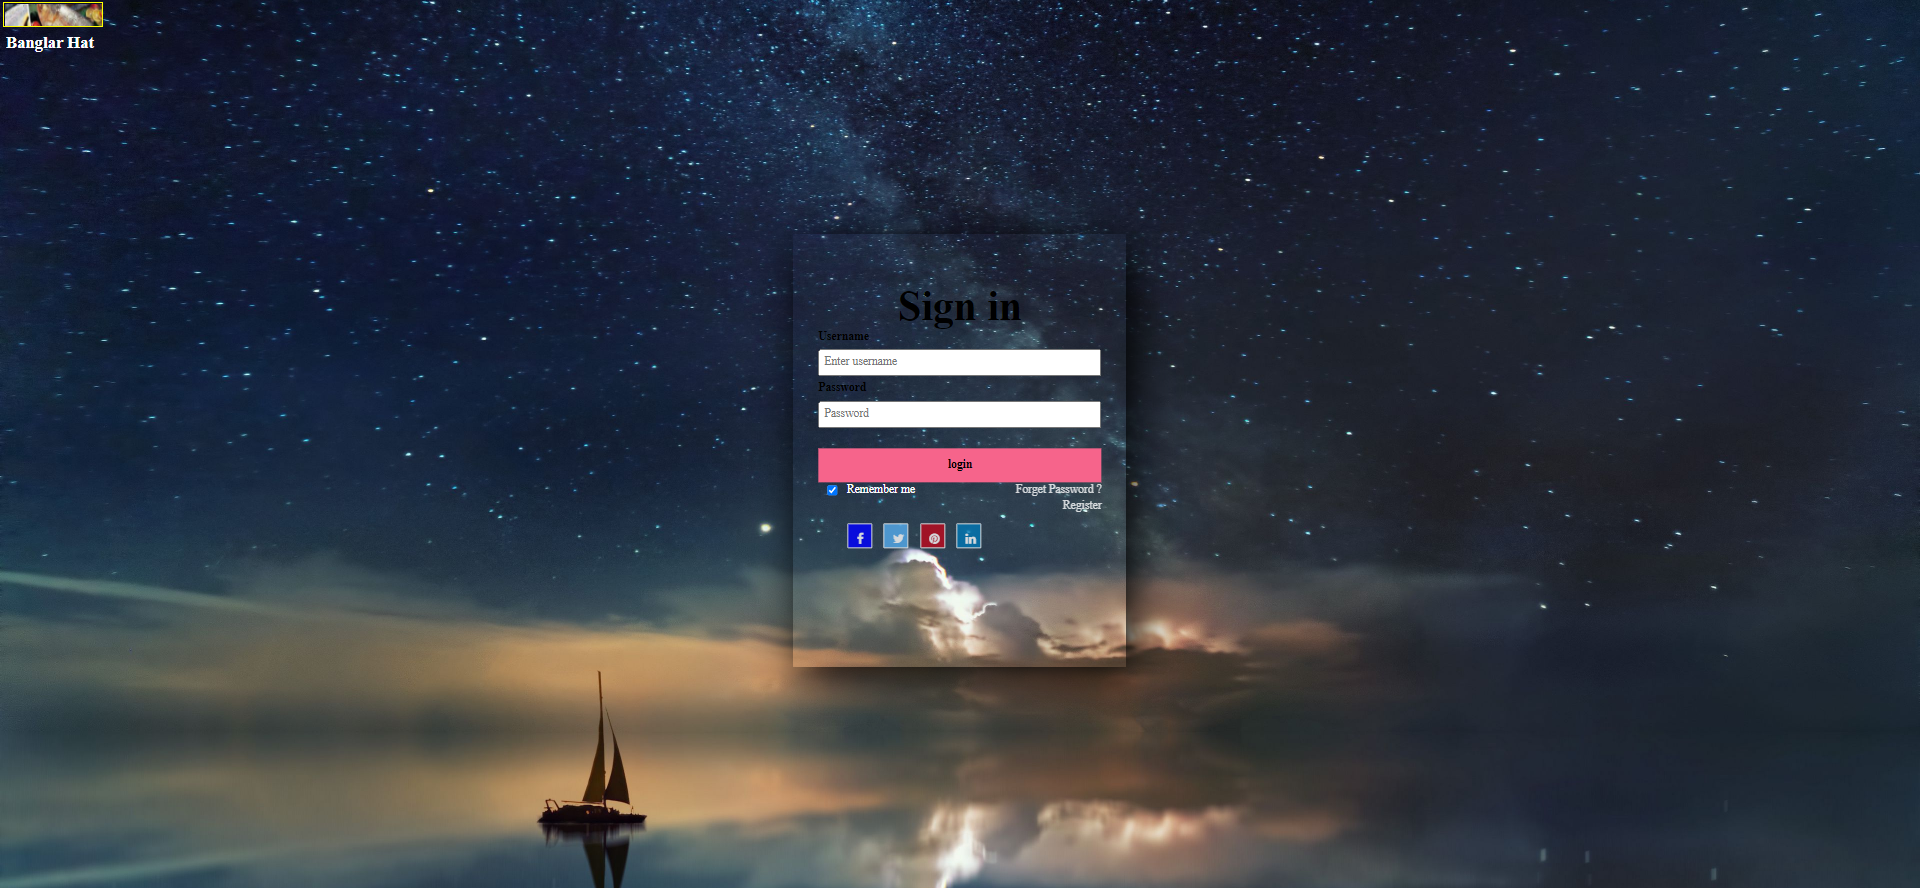 Banglar Hat
Sign in
Username
Enter username
Password
Password
login
Remember me
Forget Password ?
Register